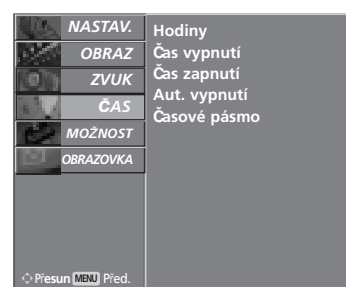 NASTAV.
OBRAZ
ZVUK
ČAS
MOŽNOST
OBRAZOVKA
Přesun MENU Před.
Hodiny
Čas vypnutí
Čas zapnutí
Aut. vypnutí
Časové pásmo